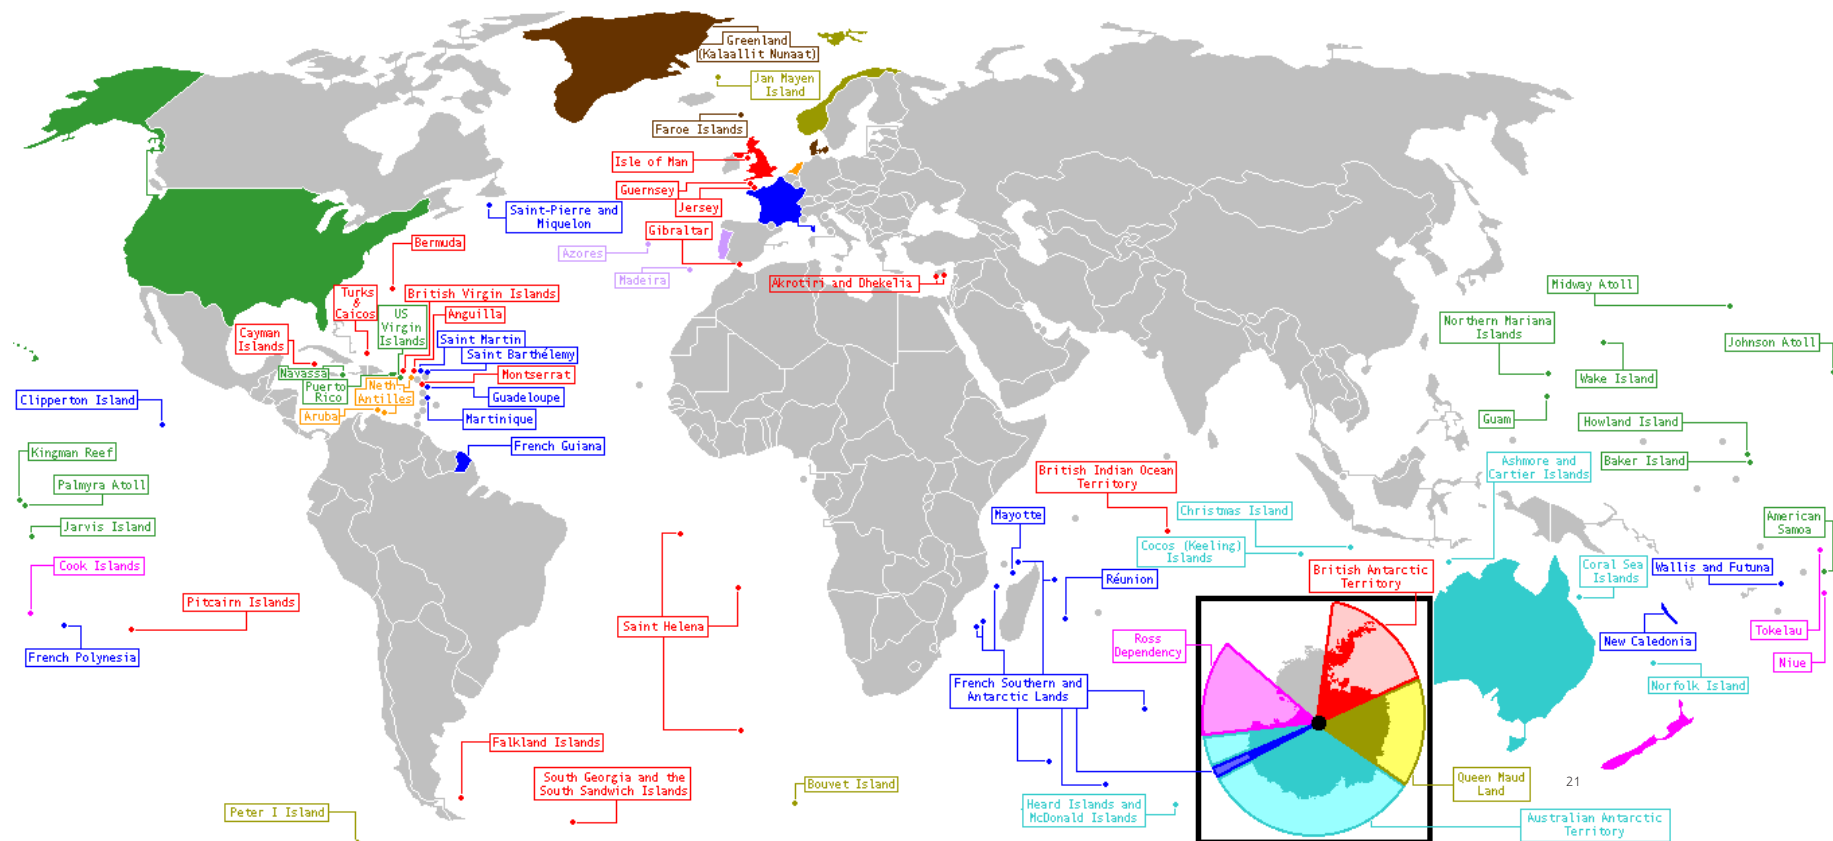 Greenland
(Kalaallit Nunaat)
Jan Mayen
Island
Faroe Islands
Isle of Man
Guernsey
Jersey
Saint-Pierre and
Miquelon
Gibraltar
Bermuda
Azores
Madeira
Akrotiri and Dhekelia
Turks
&
Caicos
British Virgin Islands
US
Virgin
Islands
Anguilla
Cayman
Islands
Saint Martin
Saint Barthélemy
Navassa
Puerto
Rico
Neth
Antilles
Montserrat
Aruba
Guadeloupe
Martinique
French Guiana
Clipperton Island
Kingman Reef
Palmyra Atoll
Jarvis Island
Cook Islands
Pitcairn Islands
French Polynesia
Midway Atoll
Northern Mariana
Islands
Johnson Atoll
Wake Island
Guam
Howland Island
Baker Island
Ashmore and
Cartier Islands
British Indian Ocean
Territory
Mayotte
Christmas Island
Cocos (Keeling)
Islands
American
Samoa
Réunion
British Antarctic
Territory
Coral Sea
Islands
Wallis and Futuna
Saint Helena
Ross
Dependency
New Caledonia
Tokelau
Niue
French Southern and
Antarctic Lands
Norfolk Island
Falkland Islands
South Georgia and the
South Sandwich Islands
Bouvet Island
Peter I Island
Heard Islands and
McDonald Islands
Queen Maud
Land
21
Australian Antarctic
Territory